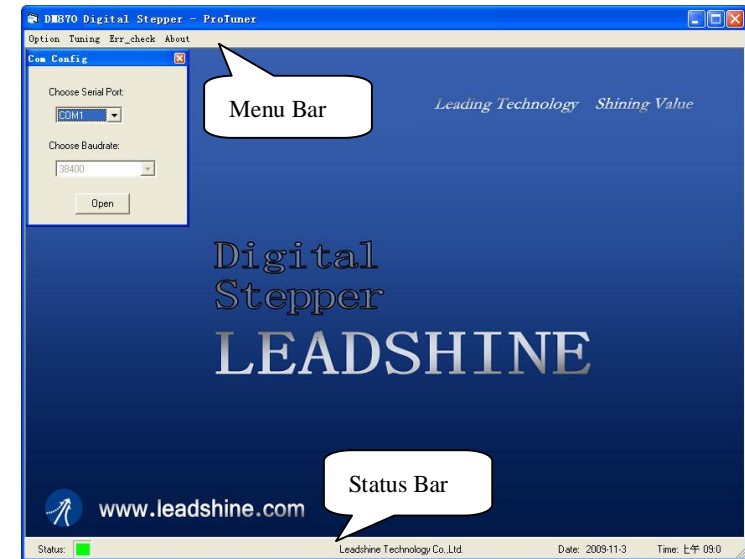 DM870 Digital Stepper - ProTuner
Option Tuning Err_check About
Com Config
Choose Serial Port:
COM1
Choose Baudrate:
38400
Open
Menu Bar
Leading Technology Shining Value
Digital
Stepper
LEADSHINE
Status Bar
www.leadshine.com
Status:
Leadshine Technology Co.,Ltd.
Date: 2009-11-3
Time: 上午 09:0